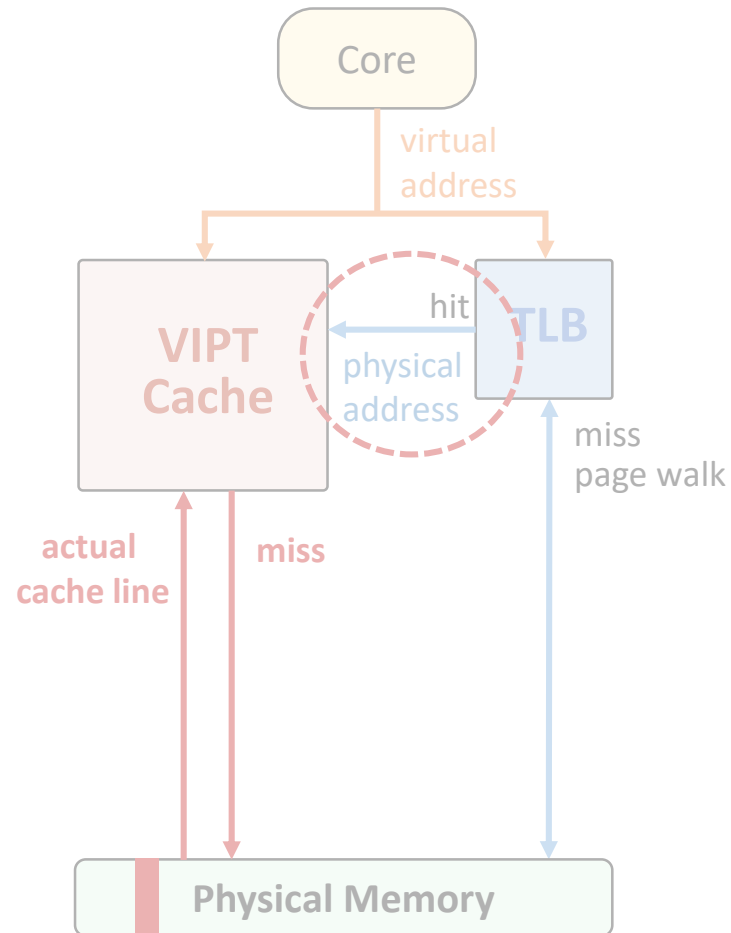 Core
virtual
address
hit
TLB
VIPT
Cache
physical
address
miss
page walk
actual
cache line
miss
Physical Memory